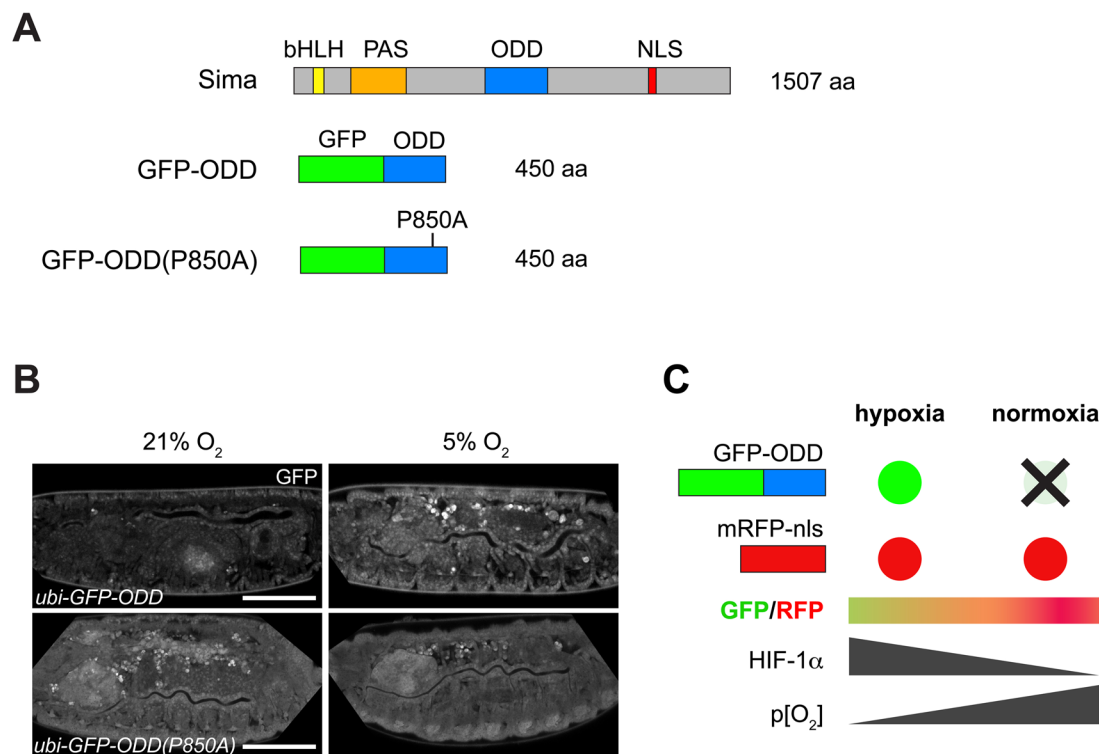 A
bHLH PAS ODD NLS
Sima 1507 aa
GFP ODD
GFP-ODD 450 aa
P850A
GFP-ODD(P850A) 450 aa
B
21% O₂ 5% O₂
GFP
ubi-GFP-ODD
ubi-GFP-ODD(P850A)
C
hypoxia normoxia
GFP-ODD
mRFP-nls
GFP/RFP
HIF-1α
p[O₂]